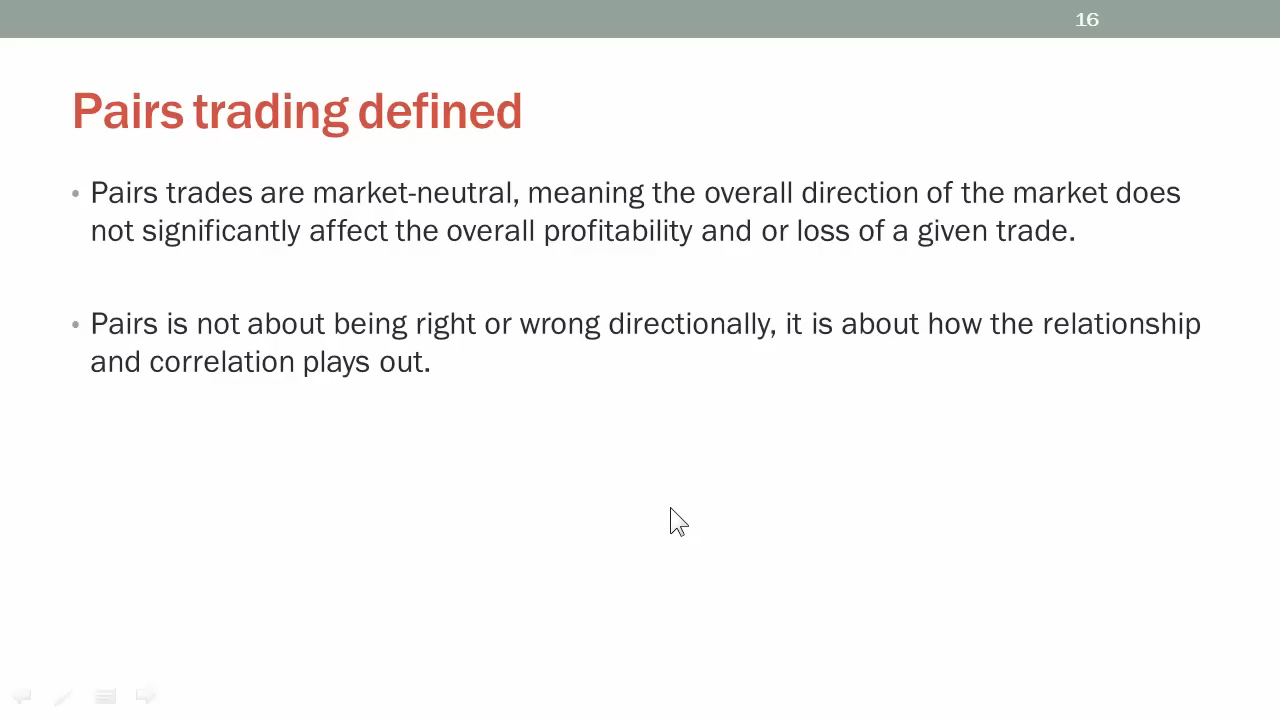 16
Pairs trading defined
• Pairs trades are market-neutral, meaning the overall direction of the market does
not significantly affect the overall profitability and or loss of a given trade.
• Pairs is not about being right or wrong directionally, it is about how the relationship
and correlation plays out.